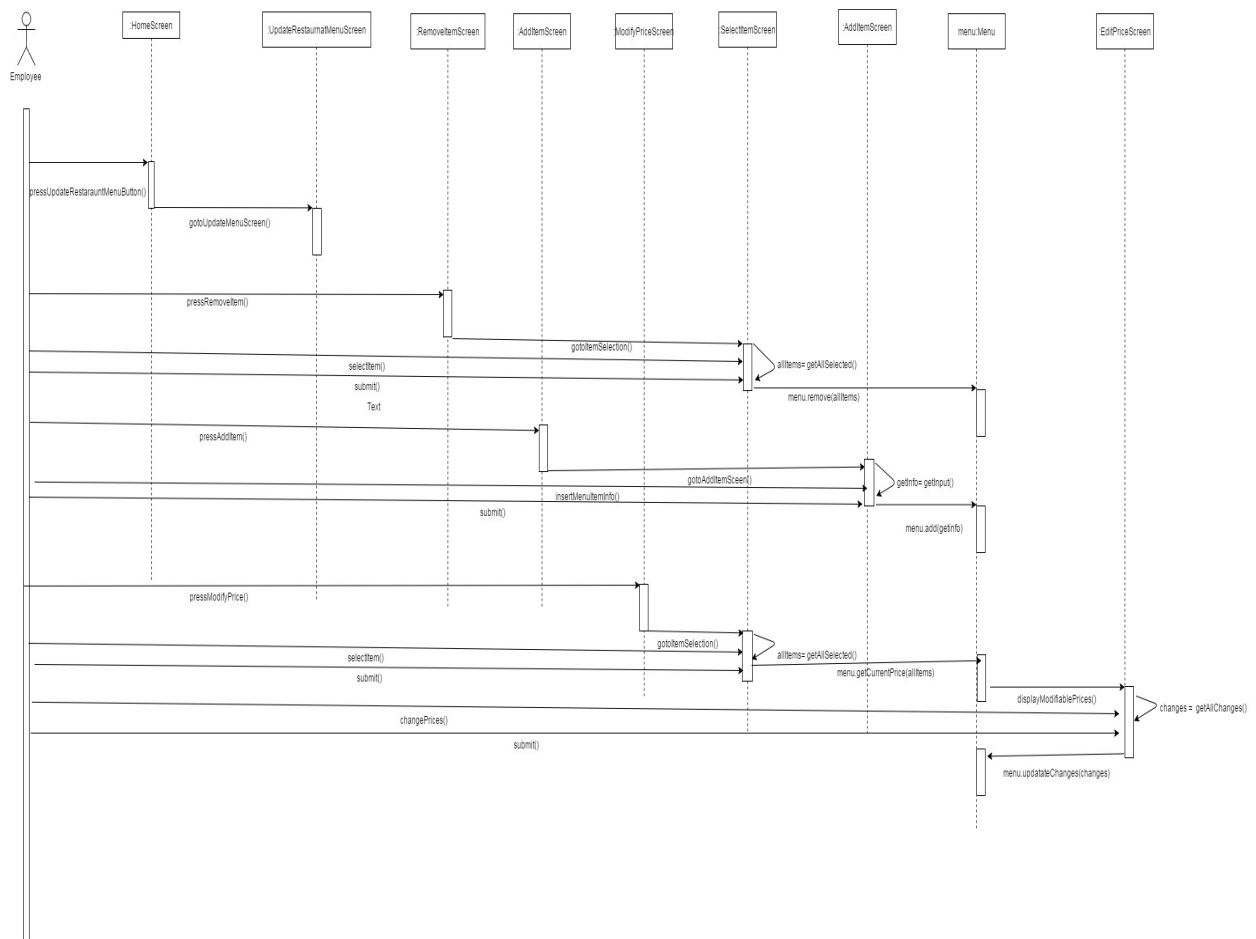 :HomeScreen
:UpdateRestaurnatMenuScreen
:RemoveItemScreen
:AddItemScreen
:ModifyPriceScreen
:SelectItemScreen
:AddItemScreen
menu:Menu
:EditPriceScreen
Employee
pressUpdateRestarauntMenuButton()
gotoUpdateMenuScreen()
pressRemoveItem()
gotoItemSelection()
selectItem()
allItems= getAllSelected()
submit()
menu.remove(allItems)
Text
pressAddItem()
gotoAddItemSceen()
getInfo= getInput()
insertMenuItemInfo()
submit()
menu.add(getInfo)
pressModifyPrice()
gotoItemSelection()
selectItem()
allItems= getAllSelected()
submit()
menu.getCurrentPrice(allItems)
displayModifiablePrices()
changes = getAllChanges()
changePrices()
submit()
menu.updatateChanges(changes)